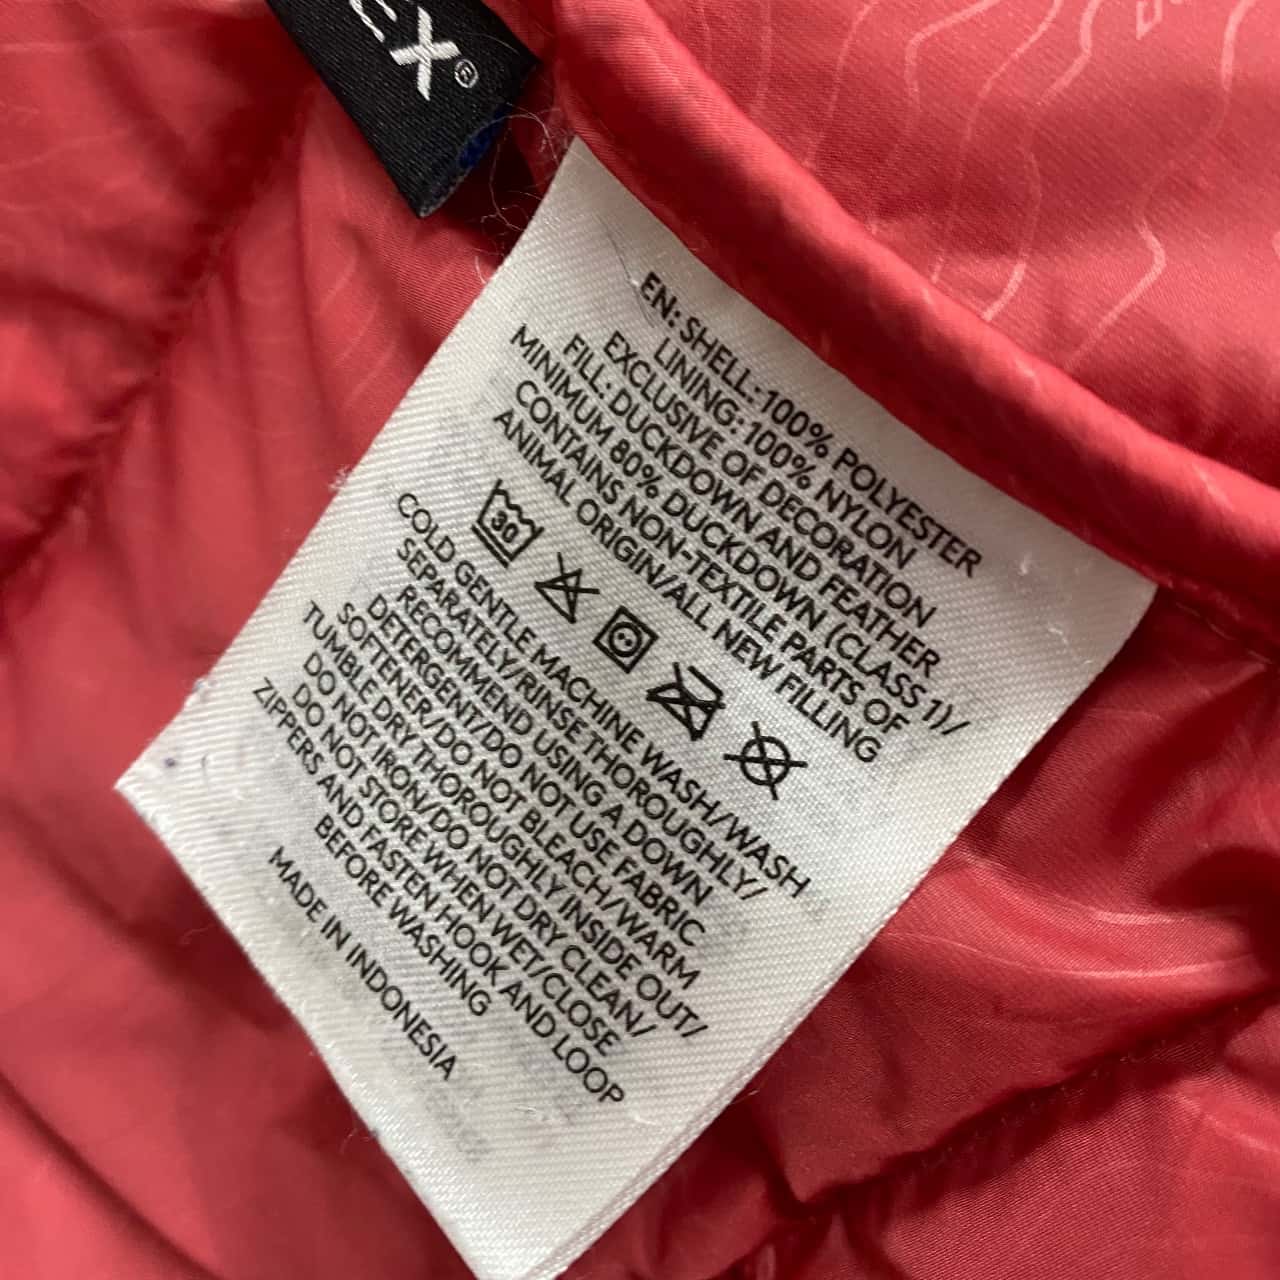 EX®
EN: SHELL: 100% POLYESTER
LINING: 100% NYLON
EXCLUSIVE OF DECORATION
FILL: DUCKDOWN AND FEATHER
MINIMUM 80% DUCKDOWN (CLASS 1)/
CONTAINS NON-TEXTILE PARTS OF
ANIMAL ORIGIN/ALL NEW FILLING
30
COLD GENTLE MACHINE WASH/WASH
SEPARATELY/RINSE THOROUGHLY/
RECOMMEND USING A DOWN
DETERGENT/DO NOT USE FABRIC
SOFTENER/DO NOT BLEACH/WARM
TUMBLE DRY THOROUGHLY INSIDE OUT/
DO NOT IRON/DO NOT DRY CLEAN/
DO NOT STORE WHEN WET/CLOSE
ZIPPERS AND FASTEN HOOK AND LOOP
BEFORE WASHING
MADE IN INDONESIA